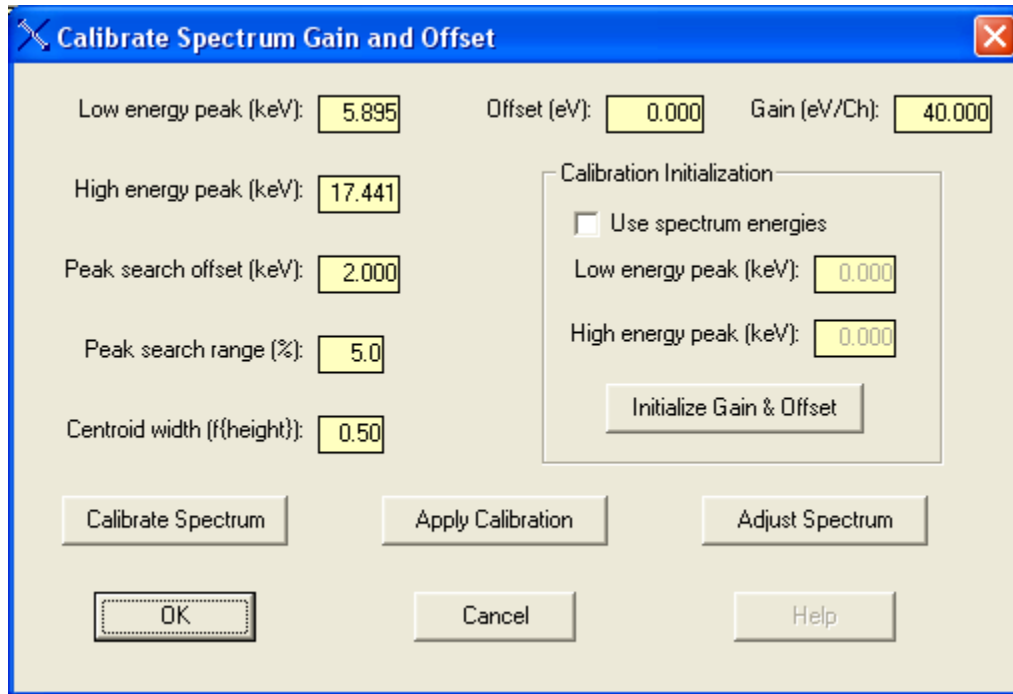 Calibrate Spectrum Gain and Offset
Low energy peak (keV): 5.895 Offset (eV): 0.000 Gain (eV/Ch): 40.000
High energy peak (keV): 17.441
Calibration Initialization
Use spectrum energies
Peak search offset (keV): 2.000
Low energy peak (keV): 0.000
Peak search range (%): 5.0
High energy peak (keV): 0.000
Centroid width (f{height}): 0.50
Initialize Gain & Offset
Calibrate Spectrum Apply Calibration Adjust Spectrum
OK Cancel Help